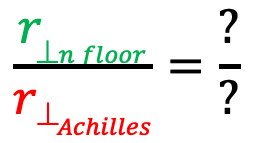 r⊥n floor / r⊥Achilles = ? / ?